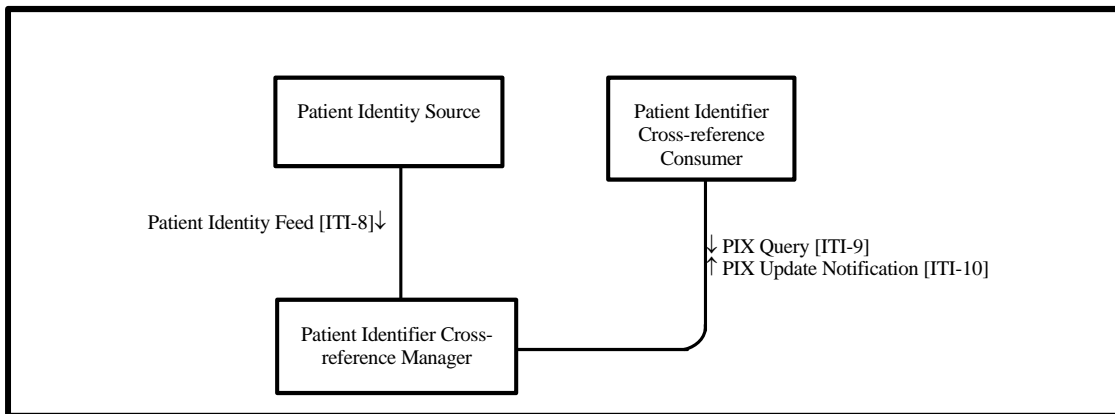 Patient Identity Source
Patient Identifier
Cross-reference
Consumer
Patient Identity Feed [ITI-8]↓
↓ PIX Query [ITI-9]
↑ PIX Update Notification [ITI-10]
Patient Identifier Cross-
reference Manager